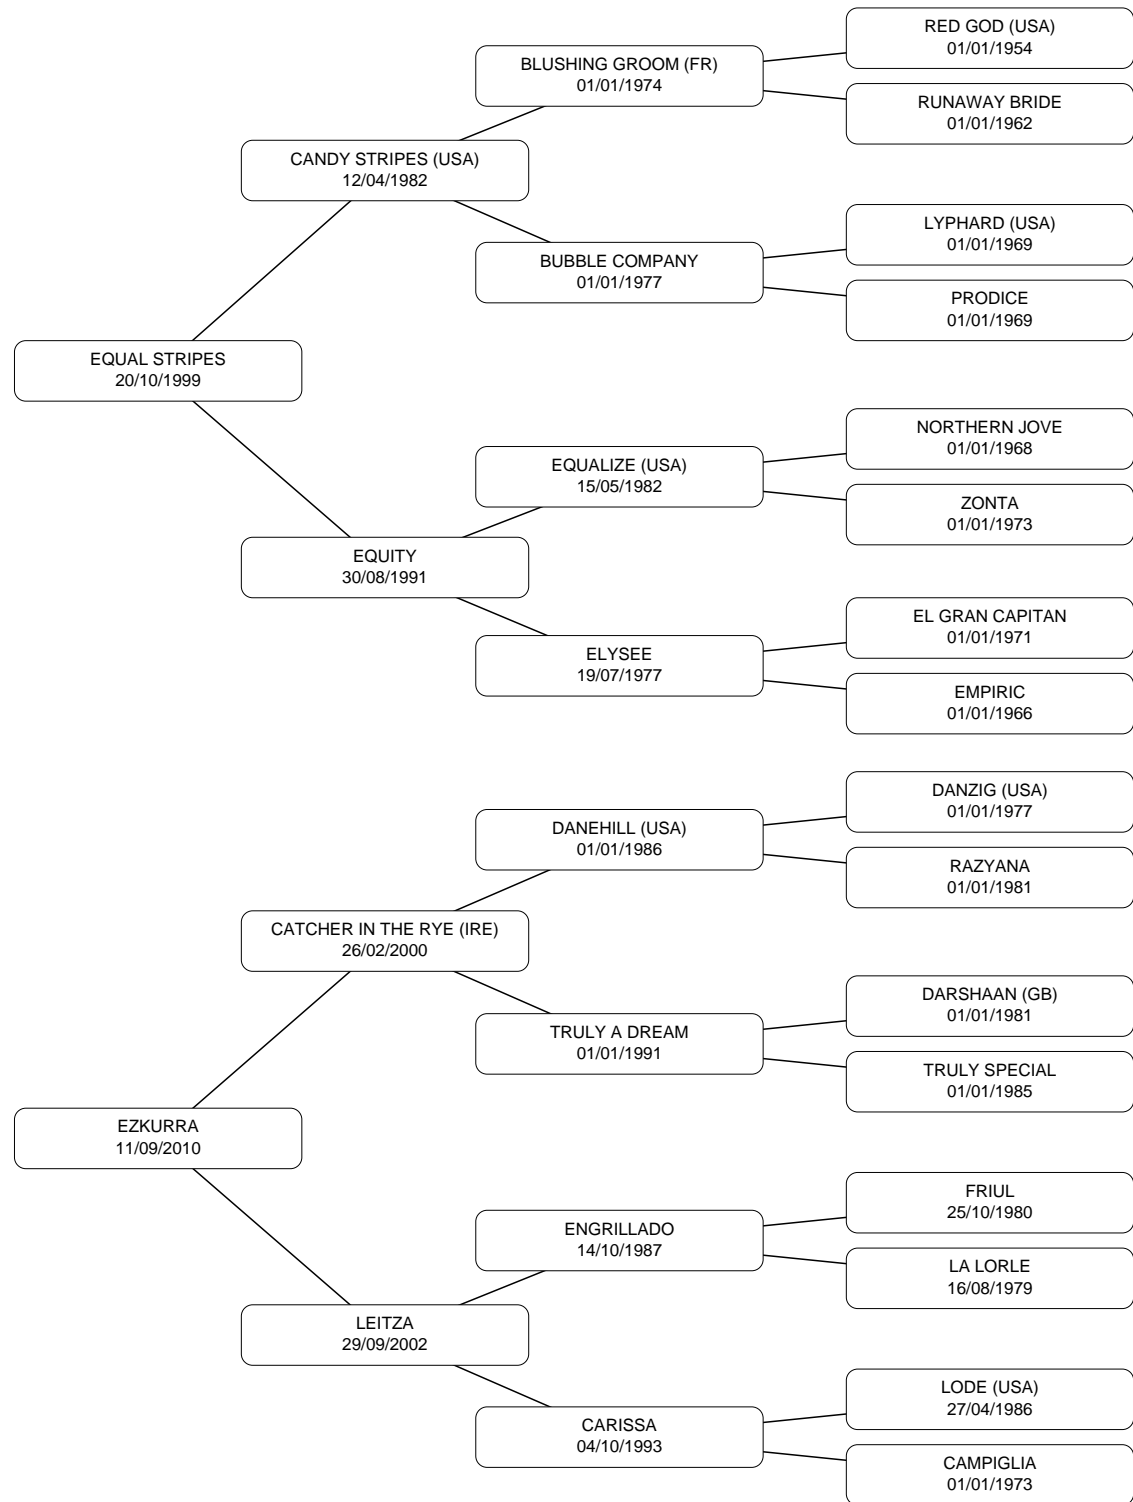 RED GOD (USA)
01/01/1954
BLUSHING GROOM (FR)
01/01/1974
RUNAWAY BRIDE
01/01/1962
CANDY STRIPES (USA)
12/04/1982
LYPHARD (USA)
01/01/1969
BUBBLE COMPANY
01/01/1977
PRODICE
01/01/1969
EQUAL STRIPES
20/10/1999
NORTHERN JOVE
01/01/1968
EQUALIZE (USA)
15/05/1982
ZONTA
01/01/1973
EQUITY
30/08/1991
EL GRAN CAPITAN
01/01/1971
ELYSEE
19/07/1977
EMPIRIC
01/01/1966
DANZIG (USA)
01/01/1977
DANEHILL (USA)
01/01/1986
RAZYANA
01/01/1981
CATCHER IN THE RYE (IRE)
26/02/2000
DARSHAAN (GB)
01/01/1981
TRULY A DREAM
01/01/1991
TRULY SPECIAL
01/01/1985
EZKURRA
11/09/2010
FRIUL
25/10/1980
ENGRILLADO
14/10/1987
LA LORLE
16/08/1979
LEITZA
29/09/2002
LODE (USA)
27/04/1986
CARISSA
04/10/1993
CAMPIGLIA
01/01/1973